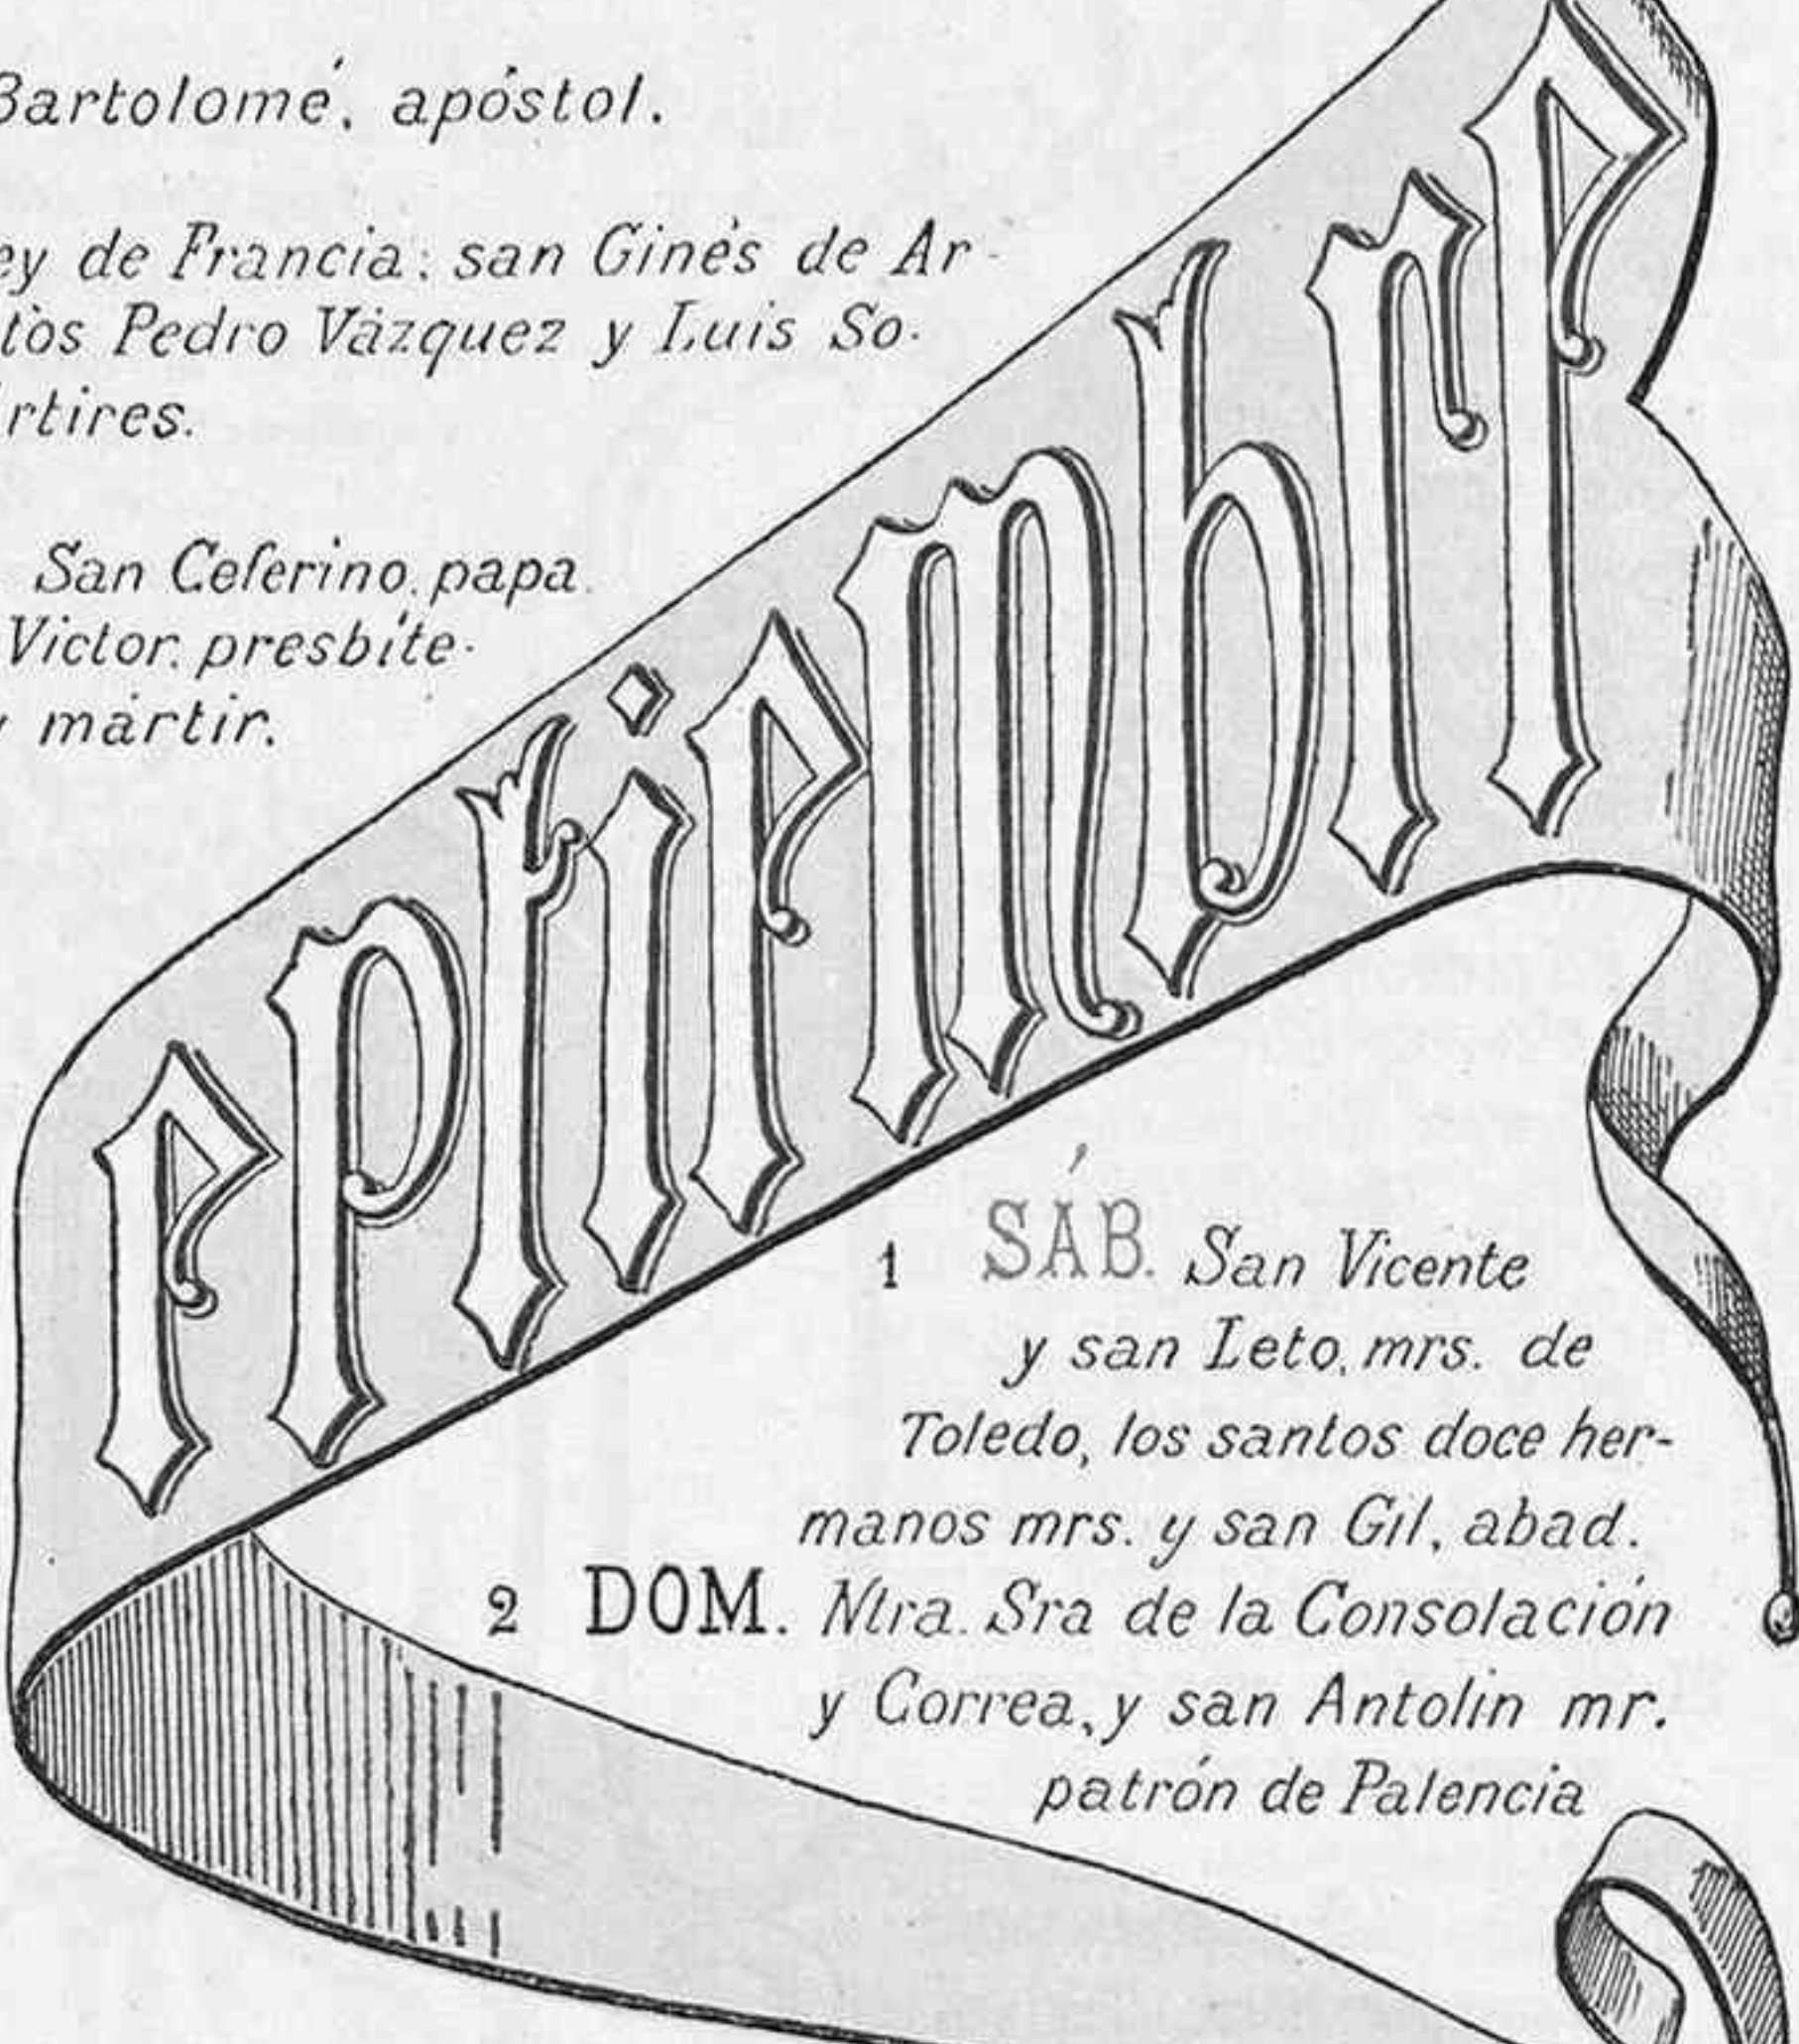 Bartolomé, apóstol.
ey de Francia; san Ginés de Ar-
tos Pedro Vázquez y Luis So-
rtires.
San Ceferino, papa.
Victor, presbíte-
y mártir.
eptiembre
1 SÁB. San Vicente
y san Leto, mrs. de
Toledo, los santos doce her-
manos mrs. y san Gil, abad.
2 DOM. Ntra. Sra de la Consolación
y Correa, y san Antolin mr.
patrón de Palencia